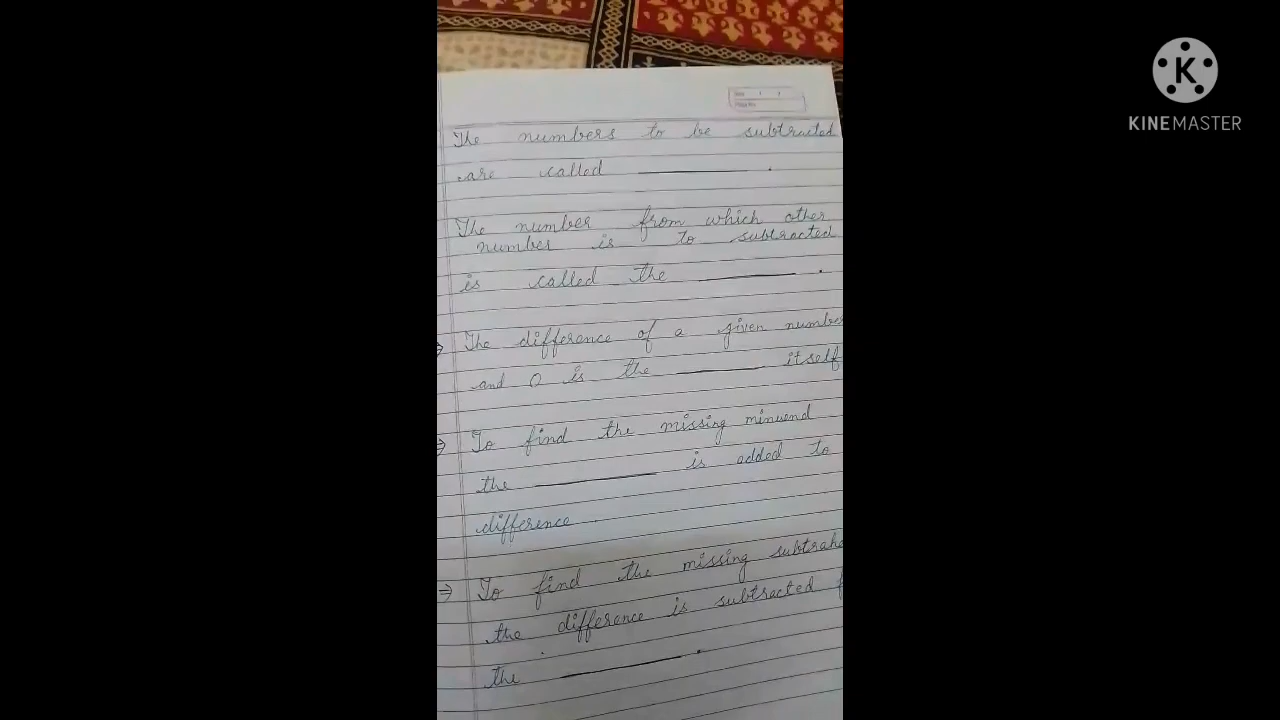 The numbers to be subtracted
are called ________ .
The number from which other
number is to subtracted
is called the ________ .
⇒ The difference of a given number
and 0 is the ________ itself
⇒ To find the missing minuend
the ________ is added to
difference
⇒ To find the missing
the difference is subtracted
the ________ .
K
KINEMASTER